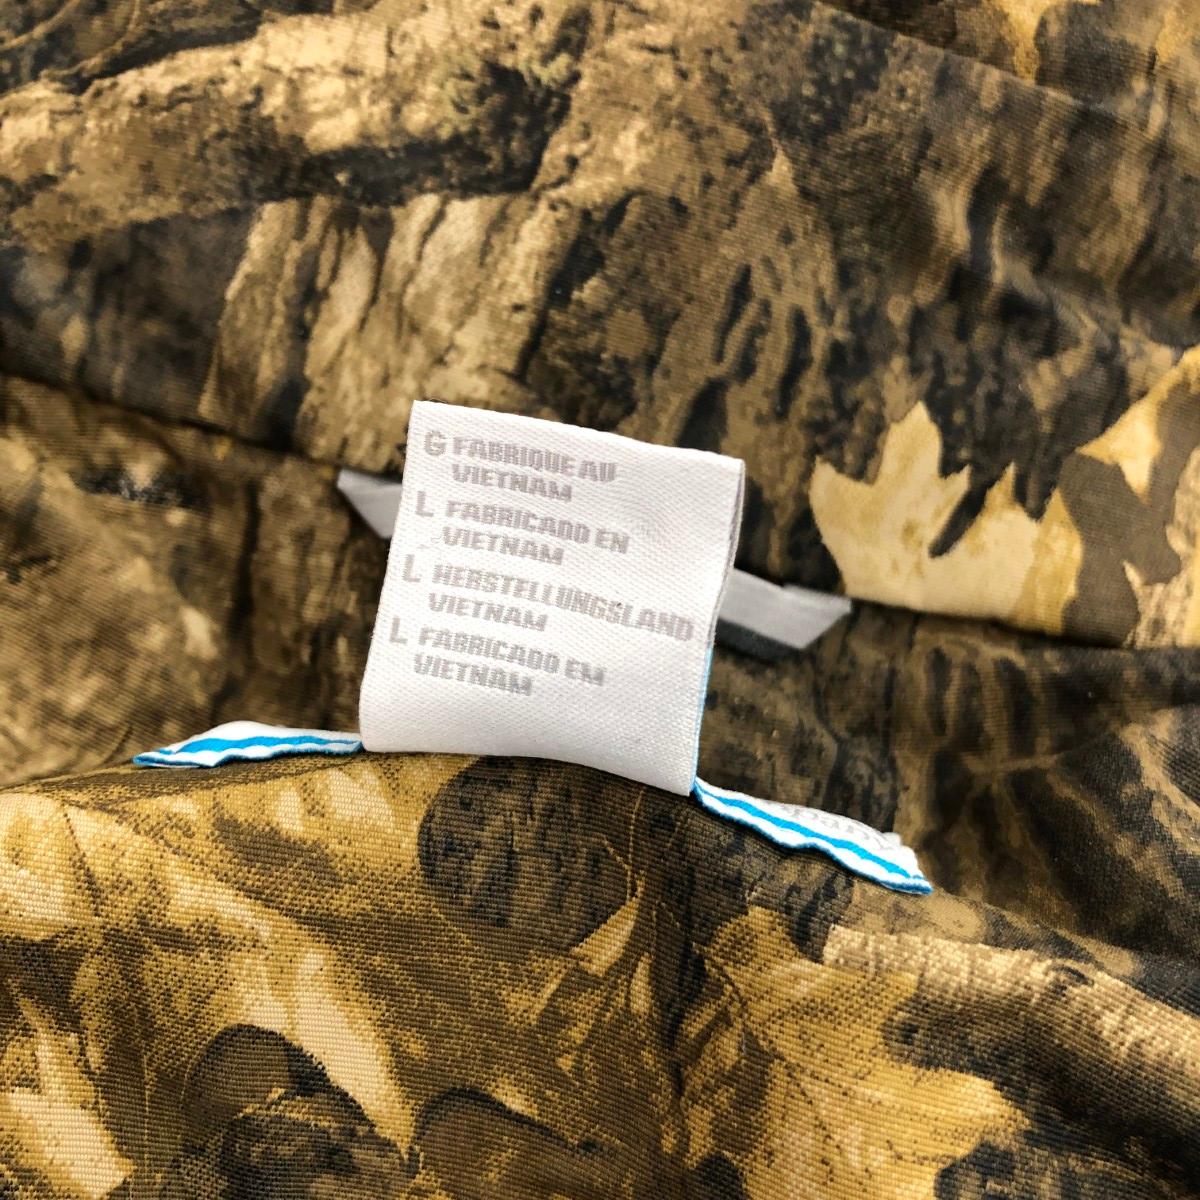 G FABRIQUE AU
VIETNAM
L FABRICADO EN
VIETNAM
L HERSTELLUNGSLAND
VIETNAM
L FABRICADO EM
VIETNAM